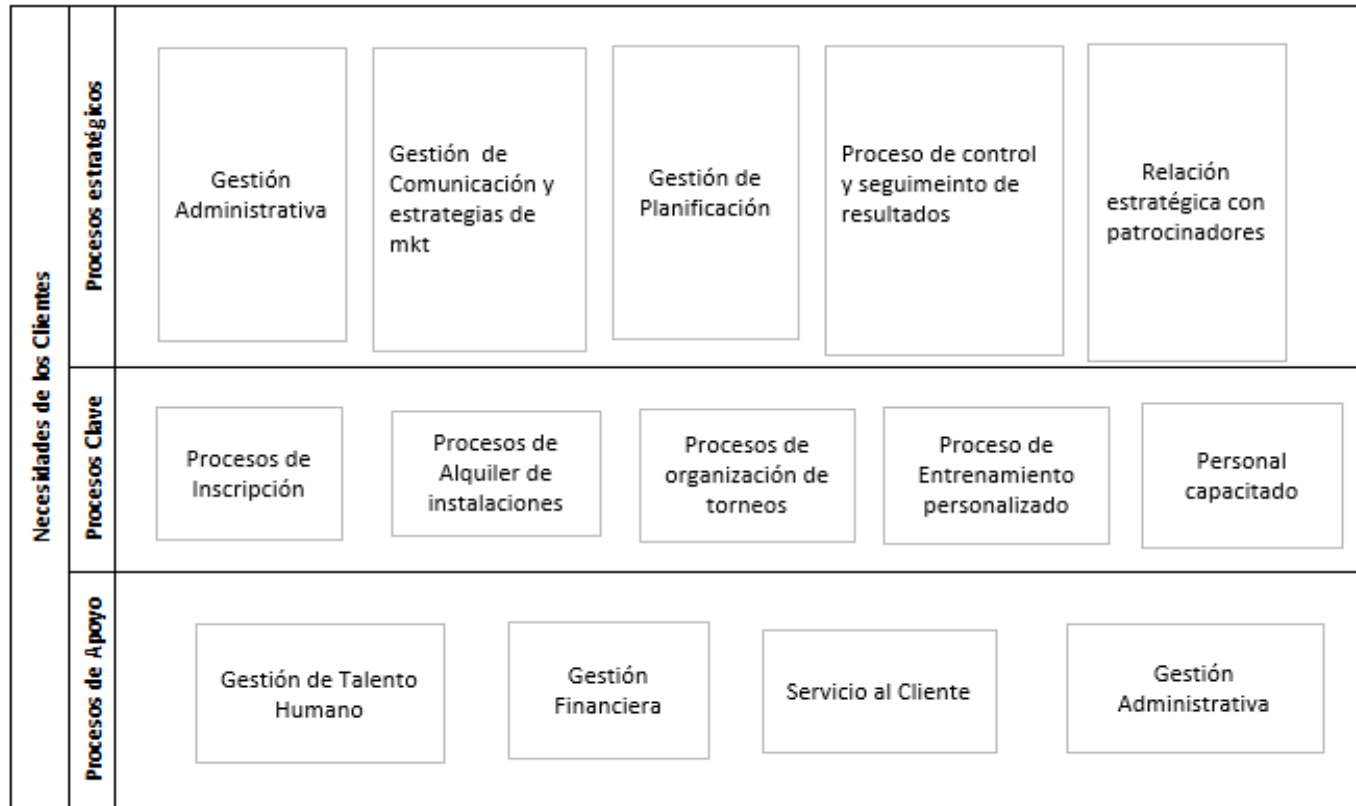 Necesidades de los Clientes
Procesos estratégicos
Gestión
Administrativa
Gestión  de
Comunicación y
estrategias de
mkt
Gestión de
Planificación
Proceso de control
y seguimeinto de
resultados
Relación
estratégica con
patrocinadores
Procesos Clave
Procesos de
Inscripción
Procesos de
Alquiler de
instalaciones
Procesos de
organización de
torneos
Proceso de
Entrenamiento
personalizado
Personal
capacitado
Procesos de Apoyo
Gestión de Talento
Humano
Gestión
Financiera
Servicio al Cliente
Gestión
Administrativa